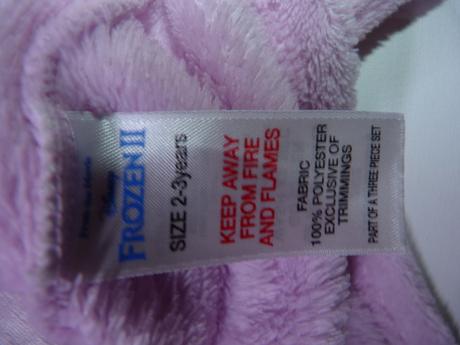 Disney
FROZEN II
SIZE 2-3years
KEEP AWAY
FROM FIRE
AND FLAMES
FABRIC
100% POLYESTER
EXCLUSIVE OF
TRIMMINGS
PART OF A THREE PIECE SET